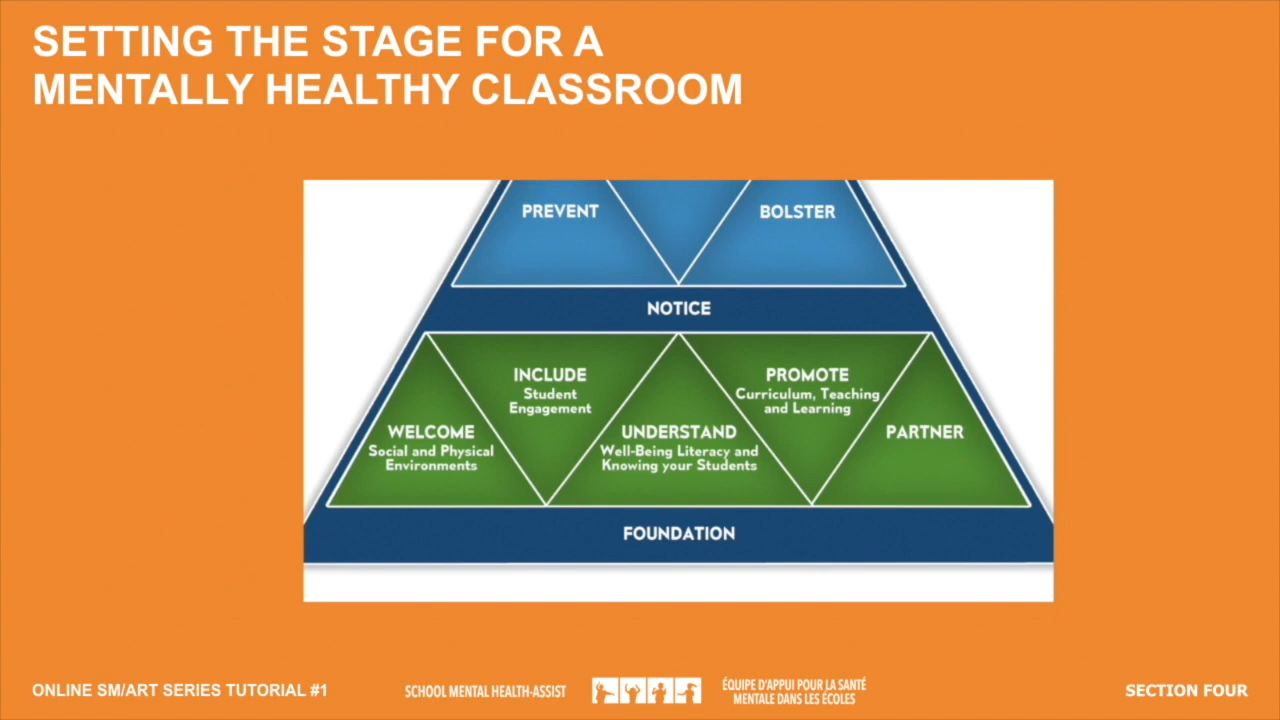 SETTING THE STAGE FOR A
MENTALLY HEALTHY CLASSROOM
PREVENT
BOLSTER
NOTICE
INCLUDE
Student
Engagement
PROMOTE
Curriculum, Teaching
and Learning
WELCOME
Social and Physical
Environments
UNDERSTAND
Well-Being Literacy and
Knowing your Students
PARTNER
FOUNDATION
ONLINE SM/ART SERIES TUTORIAL #1
SCHOOL MENTAL HEALTH-ASSIST
ÉQUIPE D'APPUI POUR LA SANTÉ
MENTALE DANS LES ÉCOLES
SECTION FOUR